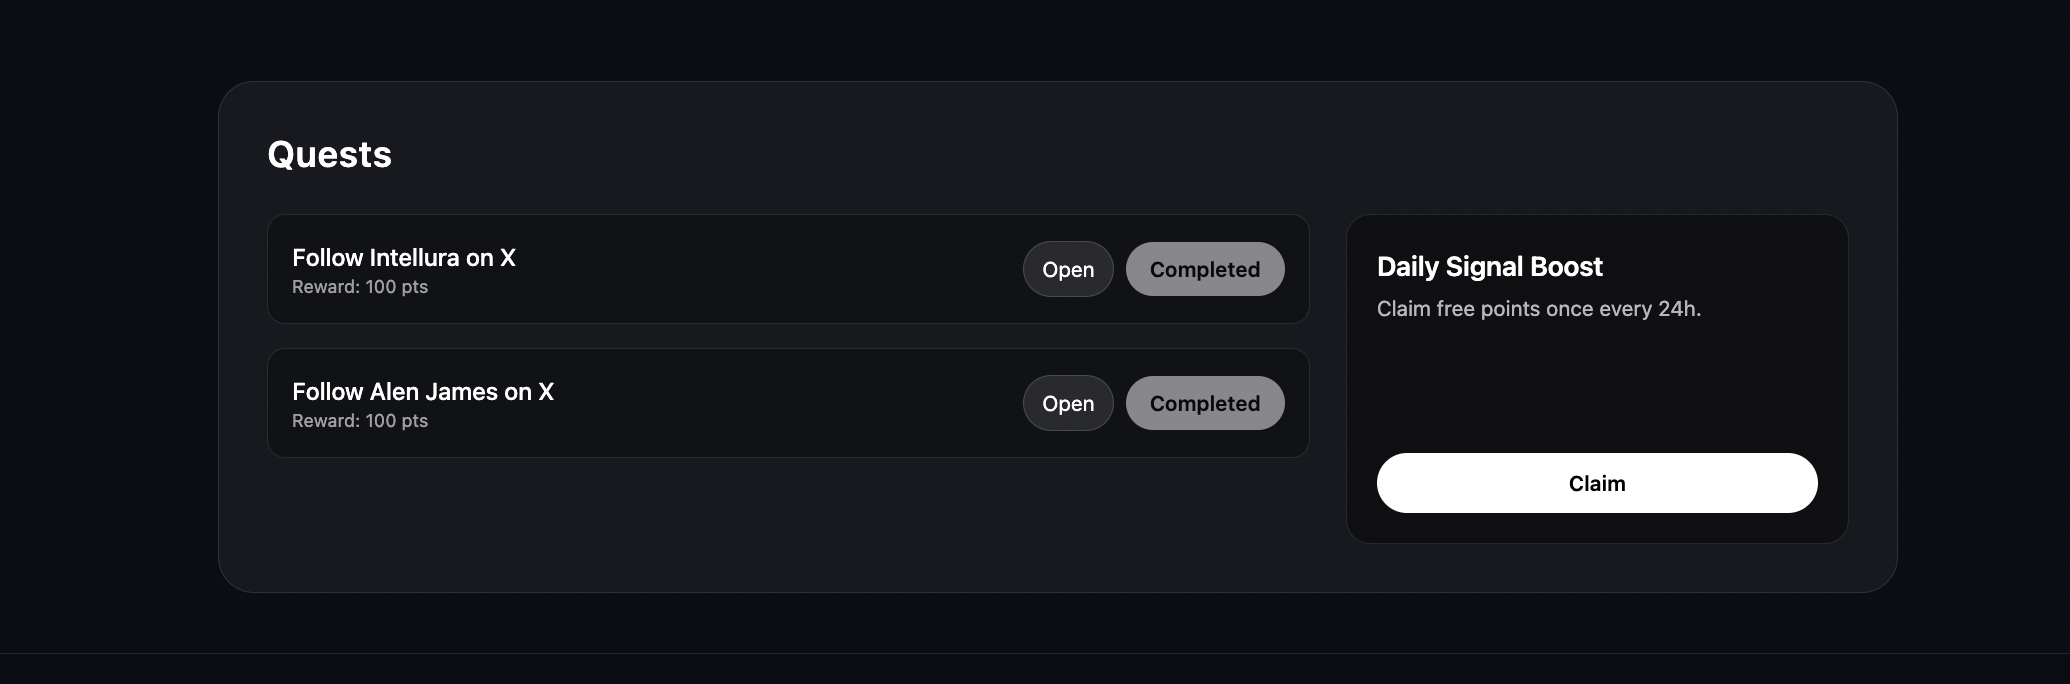 Quests
Follow Intellura on X
Reward: 100 pts
Open
Completed
Follow Alen James on X
Reward: 100 pts
Open
Completed
Daily Signal Boost
Claim free points once every 24h.
Claim